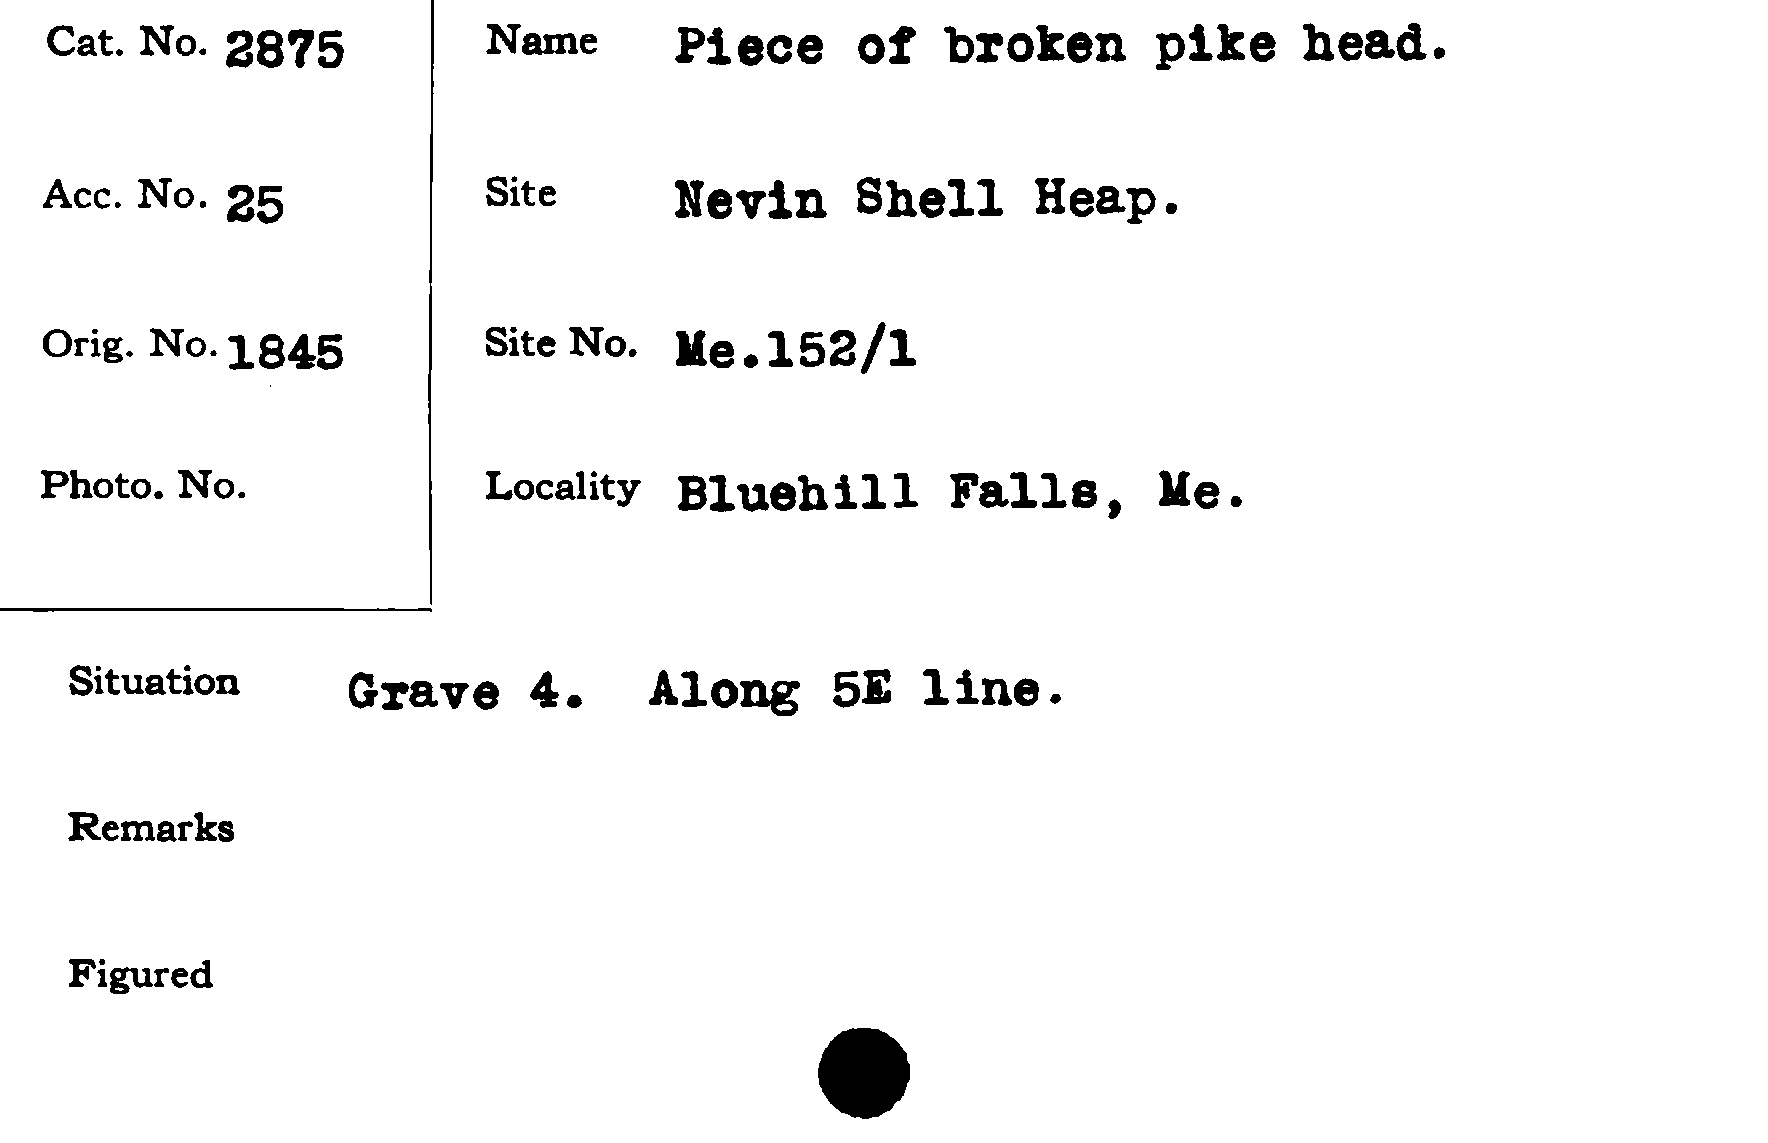 Cat. No. 2875
Name Piece of broken pike head.
Acc. No. 25
Site Nevin Shell Heap.
Orig. No. 1845
Site No. Me.152/1
Photo. No.
Locality Bluehill Falls, Me.
Situation Grave 4. Along 5E line.
Remarks
Figured